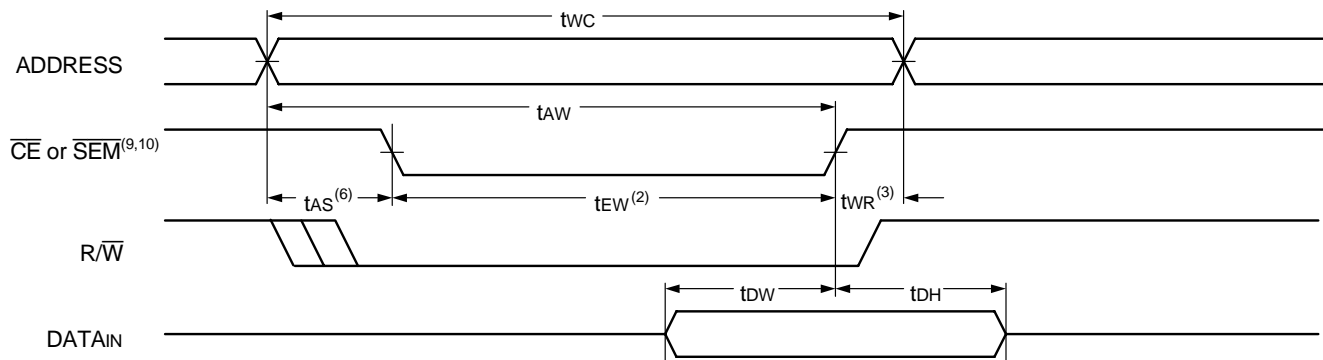 tWC
ADDRESS
tAW
CE or SEM(9,10)
tAS(6)
tEW(2)
tWR(3)
R/W
tDW
tDH
DATAIN